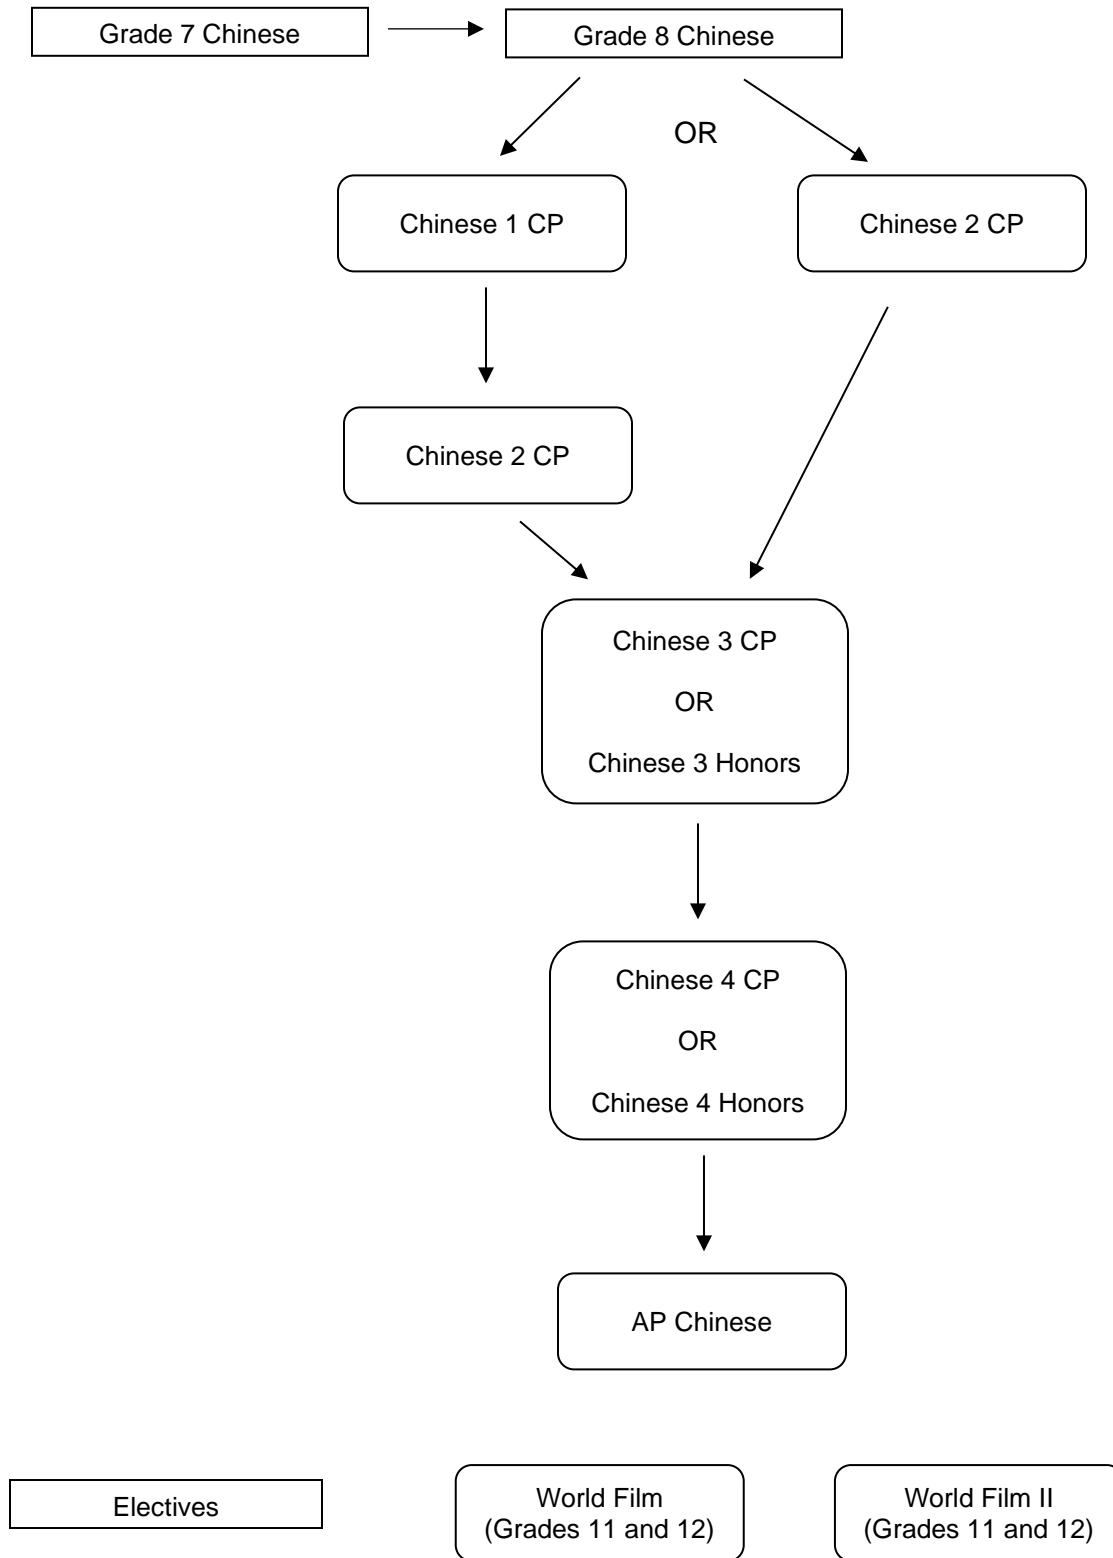 Grade 7 Chinese
Grade 8 Chinese
OR
Chinese 1 CP
Chinese 2 CP
Chinese 2 CP
Chinese 3 CP
OR
Chinese 3 Honors
Chinese 4 CP
OR
Chinese 4 Honors
AP Chinese
Electives
World Film
(Grades 11 and 12)
World Film II
(Grades 11 and 12)